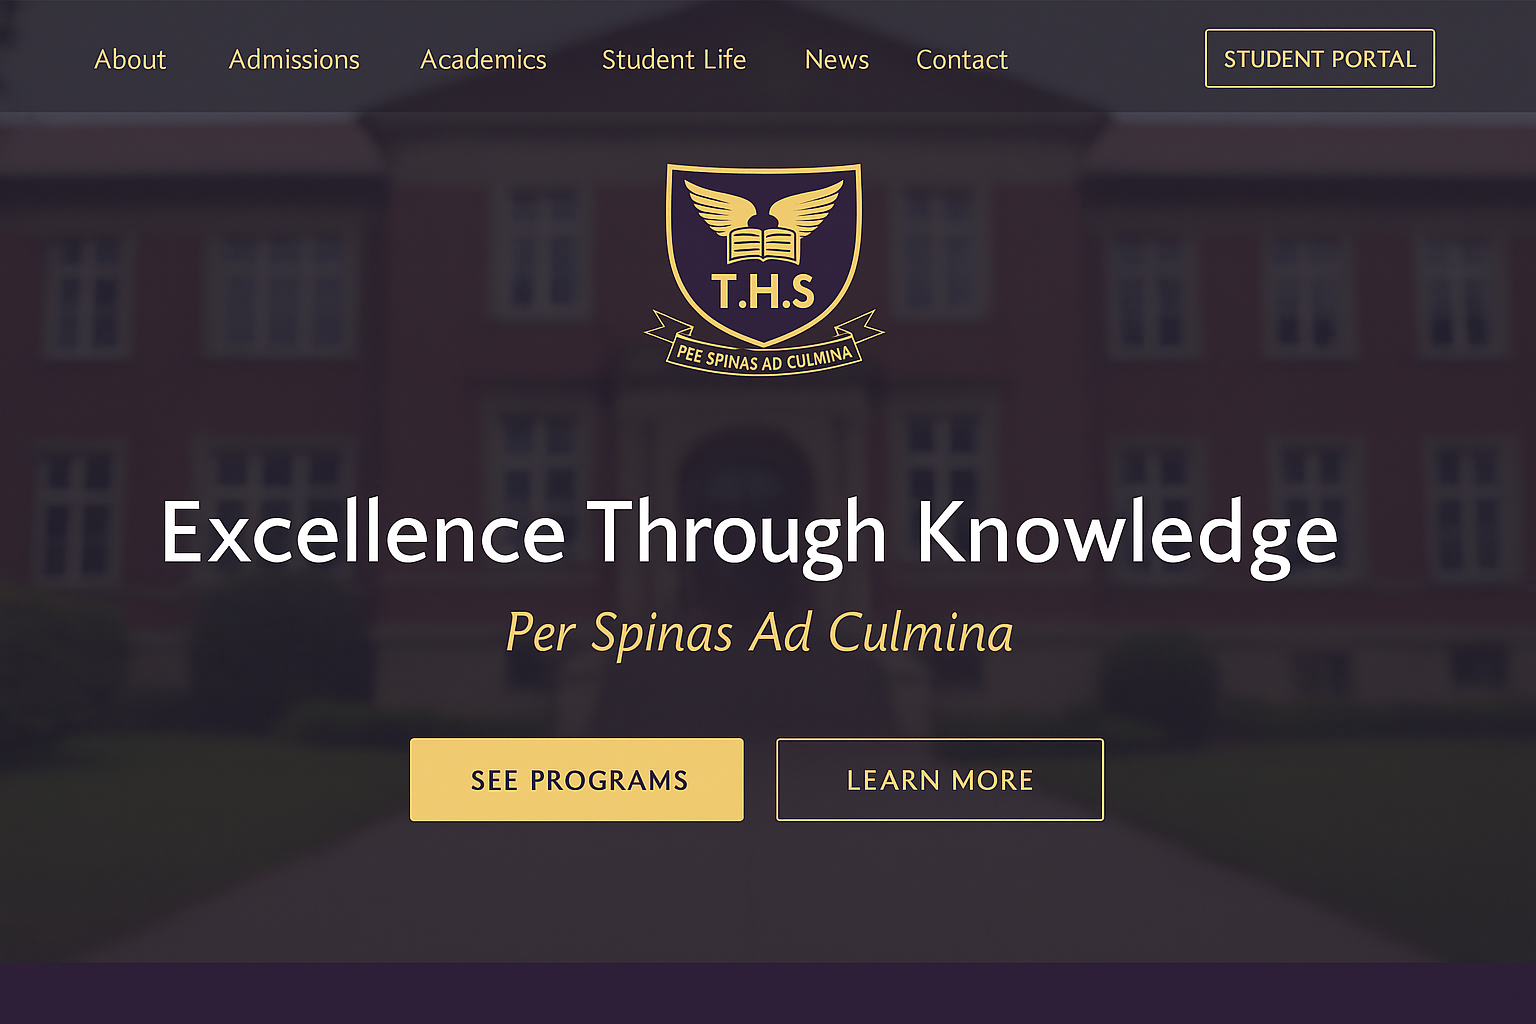 About Admissions Academics Student Life News Contact STUDENT PORTAL
T.H.S
PEE SPINAS AD CULMINA
Excellence Through Knowledge
Per Spinas Ad Culmina
SEE PROGRAMS LEARN MORE